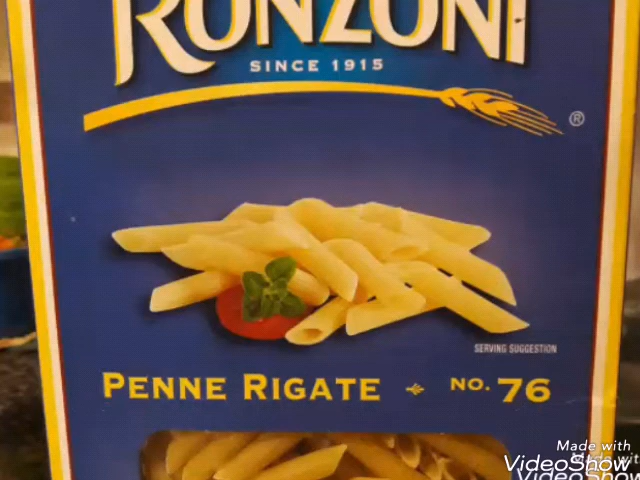 RONZONI
SINCE 1915
®
SERVING SUGGESTION
PENNE RIGATE NO. 76
Made with
VideoShow